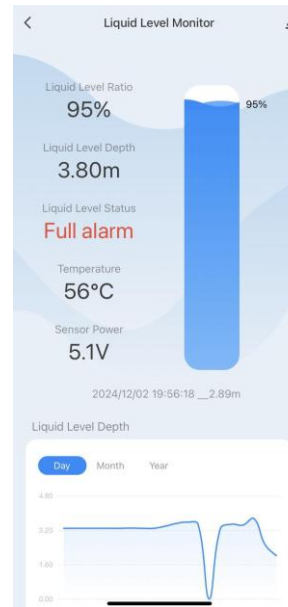 Liquid Level Monitor
Liquid Level Ratio
95%
95%
Liquid Level Depth
3.80m
Liquid Level Status
Full alarm
Temperature
56°C
Sensor Power
5.1V
2024/12/02 19:56:18 __2.89m
Liquid Level Depth
Day Month Year
4.80
3.20
1.60
0.00